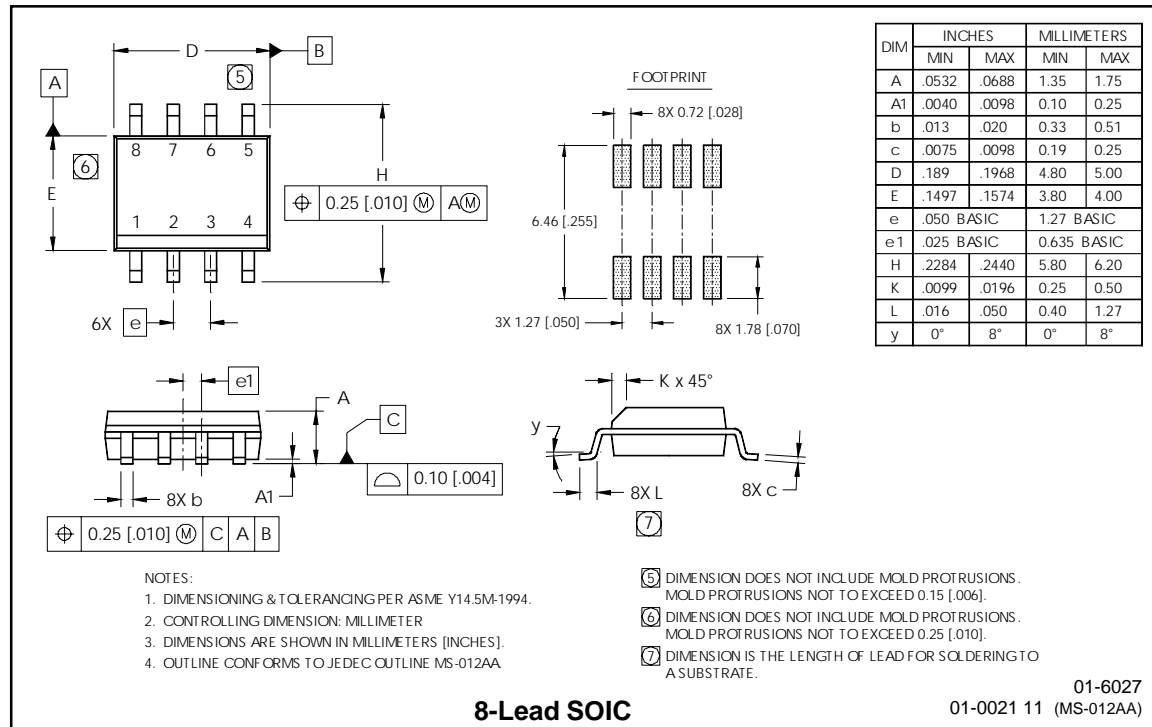 D
B
5
A
8 7 6 5
6
E
H
⌖ 0.25 [.010] Ⓜ A Ⓜ
1 2 3 4
6X e
FOOTPRINT
8X 0.72 [.028]
6.46 [.255]
3X 1.27 [.050]
8X 1.78 [.070]
DIM INCHES MILLIMETERS
MIN MAX MIN MAX
A .0532 .0688 1.35 1.75
A1 .0040 .0098 0.10 0.25
b .013 .020 0.33 0.51
c .0075 .0098 0.19 0.25
D .189 .1968 4.80 5.00
E .1497 .1574 3.80 4.00
e .050 BASIC 1.27 BASIC
e1 .025 BASIC 0.635 BASIC
H .2284 .2440 5.80 6.20
K .0099 .0196 0.25 0.50
L .016 .050 0.40 1.27
y 0° 8° 0° 8°
e1
A
C
0.10 [.004]
A1
8X b
⌖ 0.25 [.010] Ⓜ C A B
K x 45°
y
8X L
8X c
7
NOTES:
1. DIMENSIONING & TOLERANCING PER ASME Y14.5M-1994.
2. CONTROLLING DIMENSION: MILLIMETER
3. DIMENSIONS ARE SHOWN IN MILLIMETERS [INCHES].
4. OUTLINE CONFORMS TO JEDEC OUTLINE MS-012AA.
5 DIMENSION DOES NOT INCLUDE MOLD PROTRUSIONS.
MOLD PROTRUSIONS NOT TO EXCEED 0.15 [.006].
6 DIMENSION DOES NOT INCLUDE MOLD PROTRUSIONS.
MOLD PROTRUSIONS NOT TO EXCEED 0.25 [.010].
7 DIMENSION IS THE LENGTH OF LEAD FOR SOLDERING TO
A SUBSTRATE.
8-Lead SOIC
01-6027
01-0021 11 (MS-012AA)